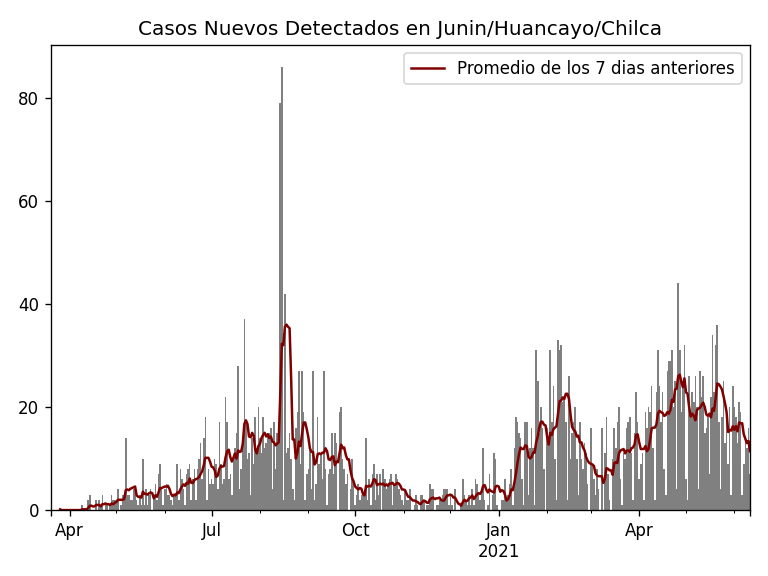 Casos Nuevos Detectados en Junin/Huancayo/Chilca
Promedio de los 7 dias anteriores
80
60
40
20
0
Apr Jul Oct Jan Apr
2021